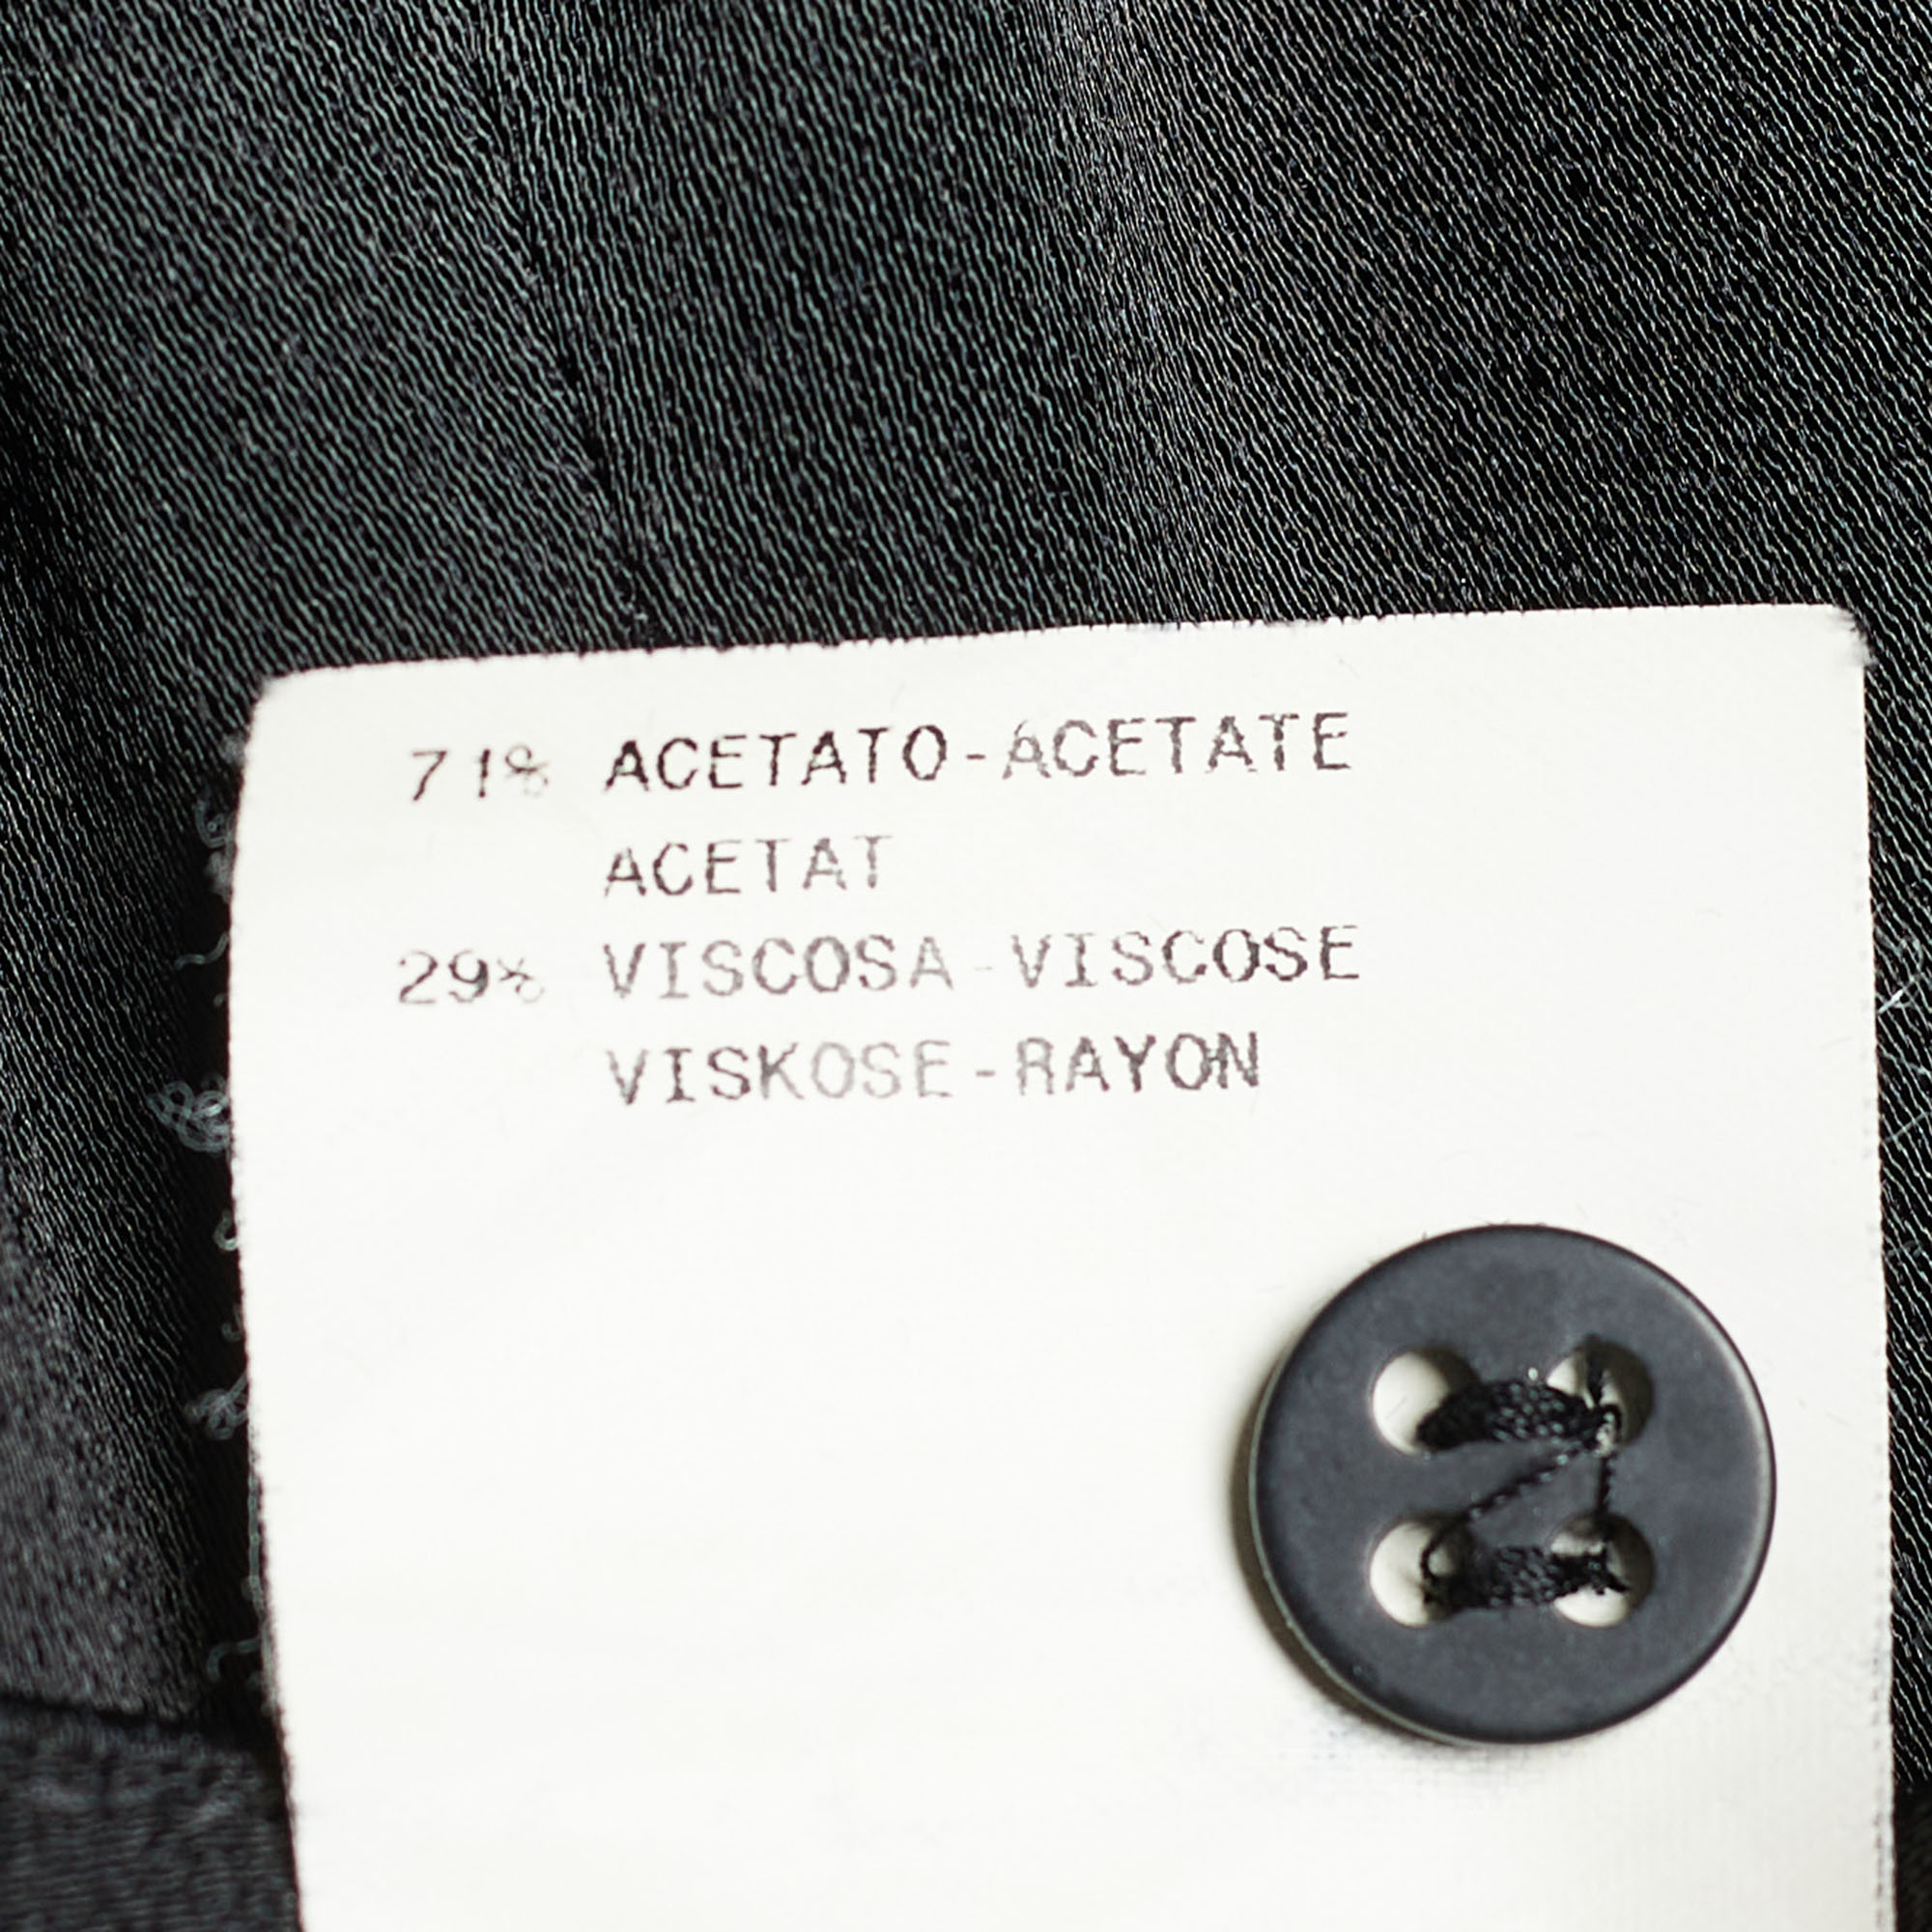 71% ACETATO-ACETATE
ACETAT
29% VISCOSA-VISCOSE
VISKOSE-RAYON